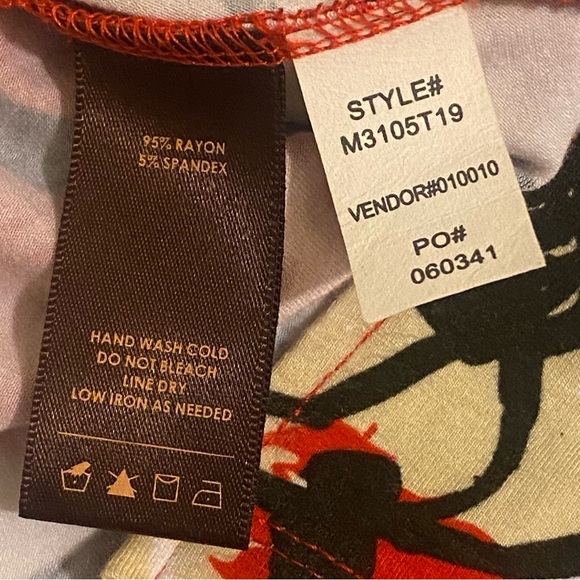 95% RAYON
5% SPANDEX
HAND WASH COLD
DO NOT BLEACH
LINE DRY
LOW IRON AS NEEDED
STYLE#
M3105T19
VENDOR#010010
PO#
060341